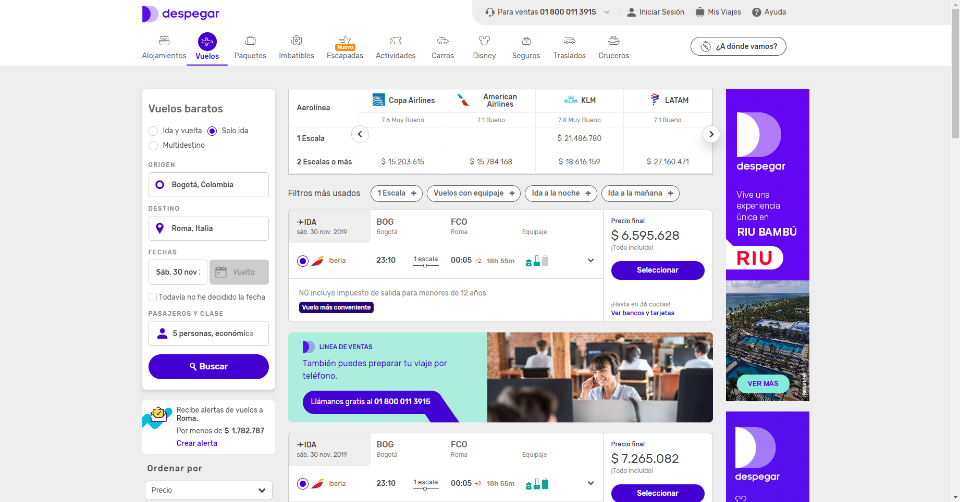 despegar
Para ventas 01 800 011 3915
Iniciar Sesión
Mis Viajes
Ayuda
Alojamientos
Vuelos
Paquetes
Imbatibles
Nuevo
Escapadas
Actividades
Carros
Disney
Seguros
Traslados
Cruceros
¿A dónde vamos?
Vuelos baratos
Ida y vuelta
Solo ida
Multidestino
ORIGEN
Bogotá, Colombia
DESTINO
Roma, Italia
FECHAS
Sáb. 30 nov
Vuelta
Todavía no he decidido la fecha
PASAJEROS Y CLASE
5 personas, económica
Buscar
Recibe alertas de vuelos a
Roma.
Por menos de $ 1.782.787
Crear alerta
Ordenar por
Precio
Aerolínea
Copa Airlines
American
Airlines
KLM
LATAM
7.6 Muy Bueno
7.1 Bueno
7.8 Muy Bueno
7.1 Bueno
1 Escala
$ 21.486.780
2 Escalas o más
$ 15.203.615
$ 15.784.168
$ 18.616.159
$ 27.160.471
Filtros más usados
1 Escala +
Vuelos con equipaje +
Ida a la noche +
Ida a la mañana +
IDA
BOG
FCO
sáb. 30 nov. 2019
Bogotá
Roma
Equipaje
Iberia
23:10
1 escala
00:05 +2
18h 55m
NO incluye impuesto de salida para menores de 12 años
Vuelo más conveniente
Precio final
$ 6.595.628
¡Todo incluido!
Seleccionar
¡Hasta en 36 cuotas!
Ver bancos y tarjetas
LINEA DE VENTAS
También puedes preparar tu viaje por
teléfono.
Llámanos gratis al 01 800 011 3915
IDA
BOG
FCO
sáb. 30 nov. 2019
Bogotá
Roma
Equipaje
Iberia
23:10
1 escala
00:05 +2
18h 55m
Precio final
$ 7.265.082
¡Todo incluido!
Seleccionar
despegar
Vive una
experiencia
única en
RIU BAMBÚ
RIU
VER MÁS
despegar